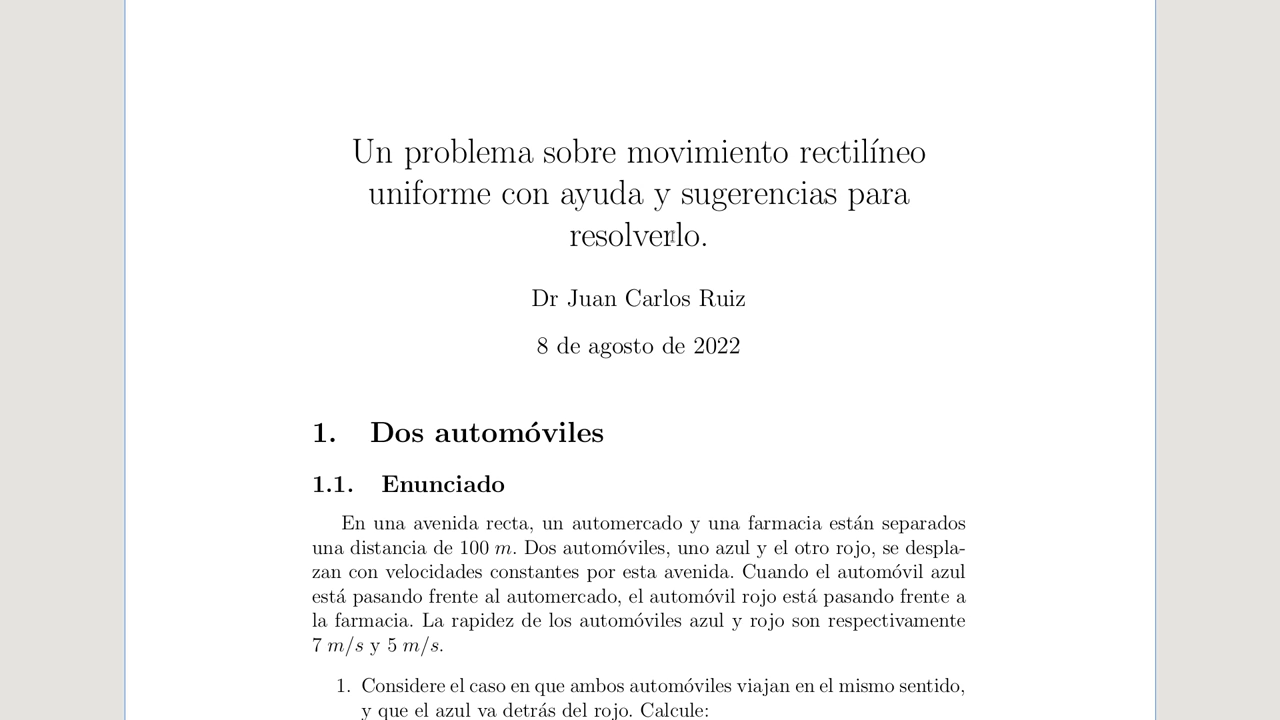 Un problema sobre movimiento rectilíneo
uniforme con ayuda y sugerencias para
resolverlo.
Dr Juan Carlos Ruiz
8 de agosto de 2022
1. Dos automóviles
1.1. Enunciado
En una avenida recta, un automercado y una farmacia están separados
una distancia de 100 m. Dos automóviles, uno azul y el otro rojo, se despla-
zan con velocidades constantes por esta avenida. Cuando el automóvil azul
está pasando frente al automercado, el automóvil rojo está pasando frente a
la farmacia. La rapidez de los automóviles azul y rojo son respectivamente
7 m/s y 5 m/s.
1. Considere el caso en que ambos automóviles viajan en el mismo sentido,
y que el azul va detrás del rojo. Calcule: